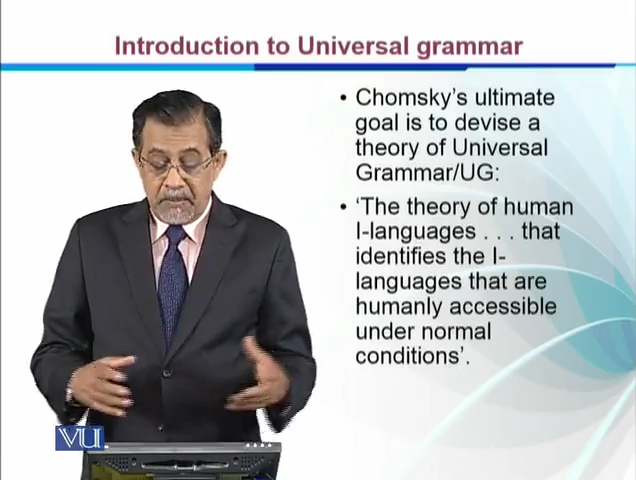 Introduction to Universal grammar
• Chomsky's ultimate
goal is to devise a
theory of Universal
Grammar/UG:
• 'The theory of human
I-languages . . . that
identifies the I-
languages that are
humanly accessible
under normal
conditions'.
VU